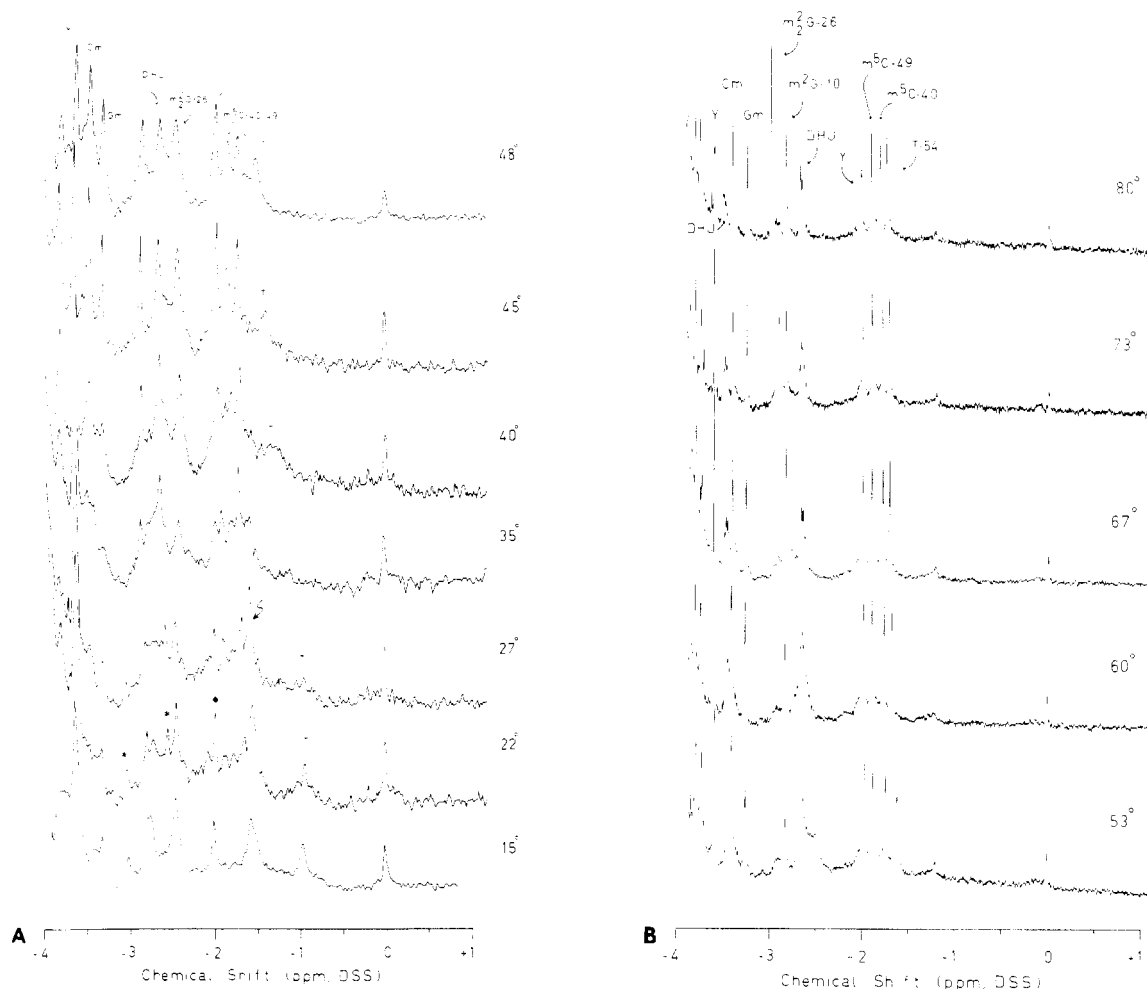 Cm
DHU
Gm
m²₂G-26
m⁵C-40,49
48°
45°
40°
35°
27°
22°
15°
A
-4
-3
-2
-1
0
+1
Chemical Shift (ppm, DSS)
m²₂G-26
m⁵C-49
m²G-10
m⁵C-40
Cm
Y
Gm
DHU
Y
T-54
DHU
80°
73°
67°
60°
53°
B
-4
-3
-2
-1
0
+1
Chemical Shift (ppm, DSS)